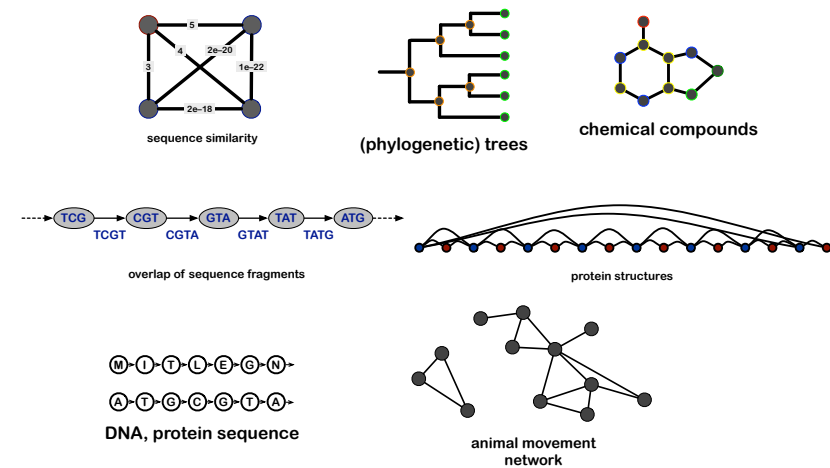 5
4
2e–20
3
1e–22
2e–18
sequence similarity
(phylogenetic) trees
chemical compounds
TCG CGT GTA TAT ATG
TCGT CGTA GTAT TATG
overlap of sequence fragments
protein structures
M I T L E G N
A T G C G T A
DNA, protein sequence
animal movement
network